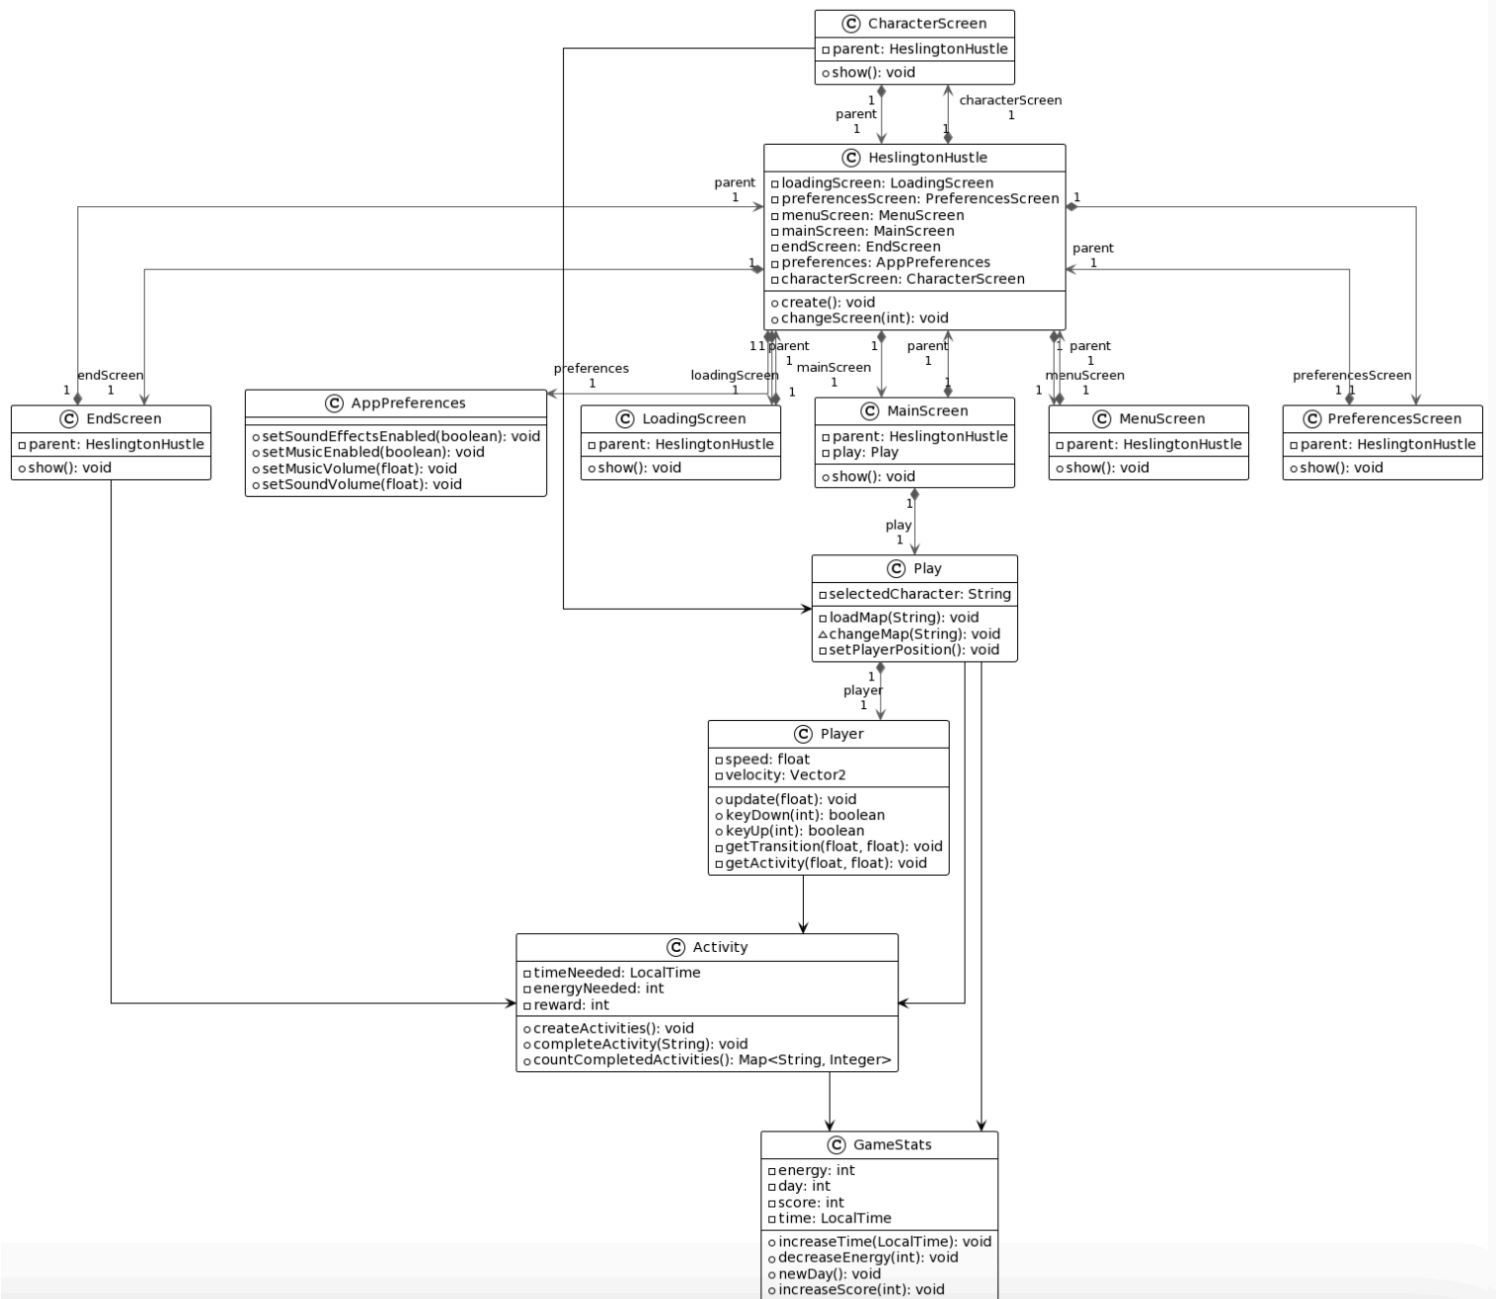 C CharacterScreen
parent: HeslingtonHustle
show(): void
1
parent
1
characterScreen
1
1
C HeslingtonHustle
loadingScreen: LoadingScreen
preferencesScreen: PreferencesScreen
menuScreen: MenuScreen
mainScreen: MainScreen
endScreen: EndScreen
preferences: AppPreferences
characterScreen: CharacterScreen
create(): void
changeScreen(int): void
parent
1
1
1
parent
1
1
endScreen
1
preferences
1
11
parent
1
loadingScreen
1
1
1
mainScreen
1
parent
1
1
1
parent
1
menuScreen
1
1
preferencesScreen
1
1
C EndScreen
parent: HeslingtonHustle
show(): void
C AppPreferences
setSoundEffectsEnabled(boolean): void
setMusicEnabled(boolean): void
setMusicVolume(float): void
setSoundVolume(float): void
C LoadingScreen
parent: HeslingtonHustle
show(): void
C MainScreen
parent: HeslingtonHustle
play: Play
show(): void
C MenuScreen
parent: HeslingtonHustle
show(): void
C PreferencesScreen
parent: HeslingtonHustle
show(): void
1
play
1
C Play
selectedCharacter: String
loadMap(String): void
changeMap(String): void
setPlayerPosition(): void
1
player
1
C Player
speed: float
velocity: Vector2
update(float): void
keyDown(int): boolean
keyUp(int): boolean
getTransition(float, float): void
getActivity(float, float): void
C Activity
timeNeeded: LocalTime
energyNeeded: int
reward: int
createActivities(): void
completeActivity(String): void
countCompletedActivities(): Map<String, Integer>
C GameStats
energy: int
day: int
score: int
time: LocalTime
increaseTime(LocalTime): void
decreaseEnergy(int): void
newDay(): void
increaseScore(int): void